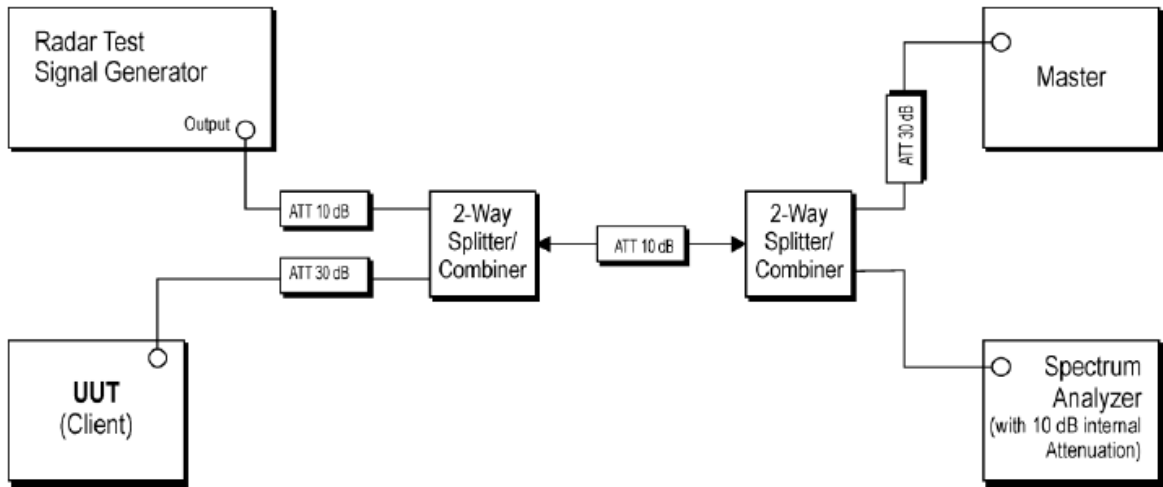 Radar Test
Signal Generator
Output
Master
ATT 30 dB
ATT 10 dB
2-Way
Splitter/
Combiner
ATT 10 dB
2-Way
Splitter/
Combiner
ATT 30 dB
UUT
(Client)
Spectrum
Analyzer
(with 10 dB internal
Attenuation)